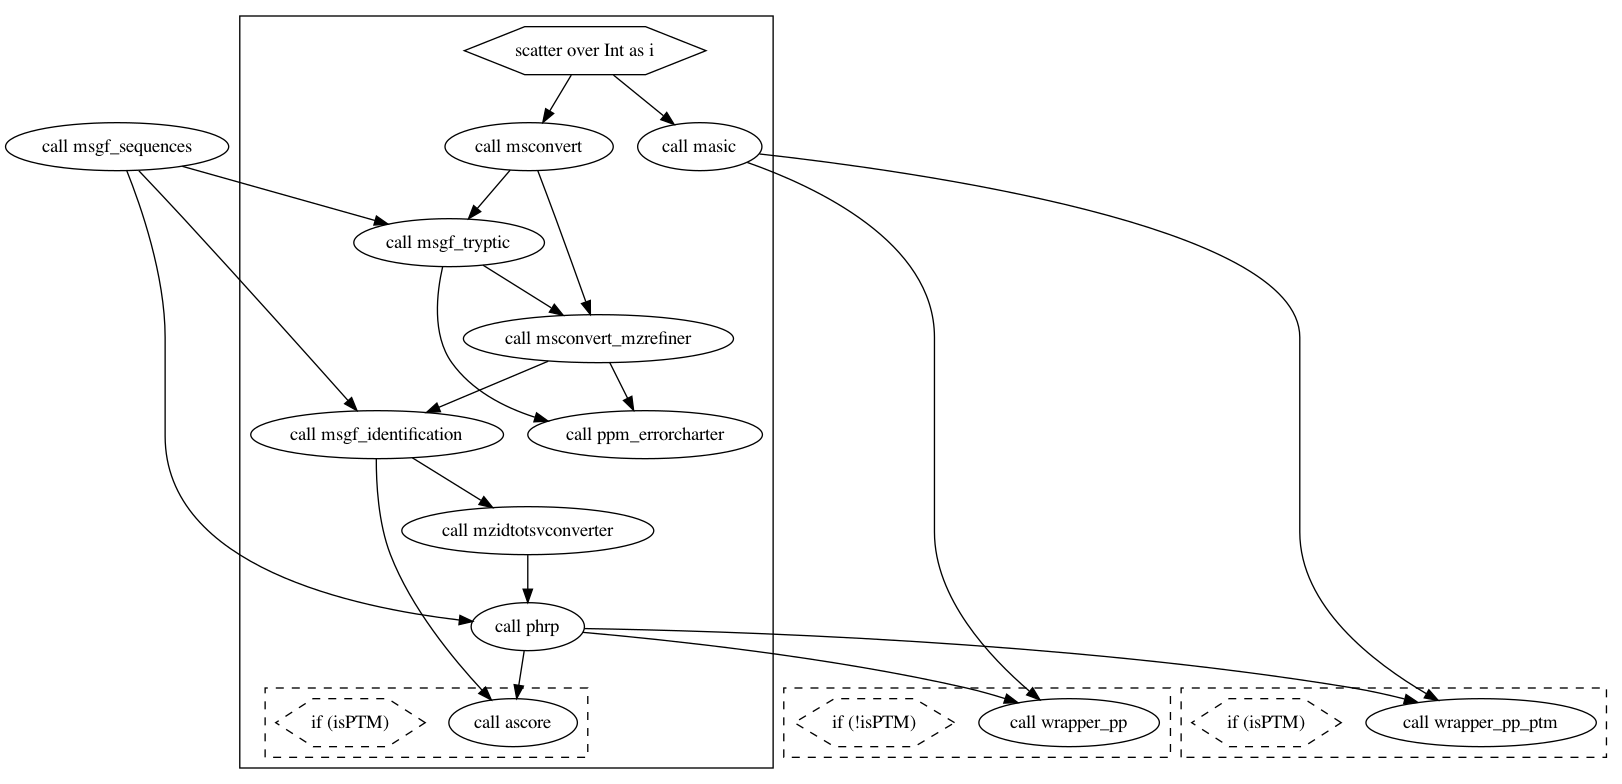 scatter over Int as i
call msgf_sequences
call msconvert
call masic
call msgf_tryptic
call msconvert_mzrefiner
call msgf_identification
call ppm_errorcharter
call mzidtotsvconverter
call phrp
if (isPTM)
call ascore
if (!isPTM)
call wrapper_pp
if (isPTM)
call wrapper_pp_ptm